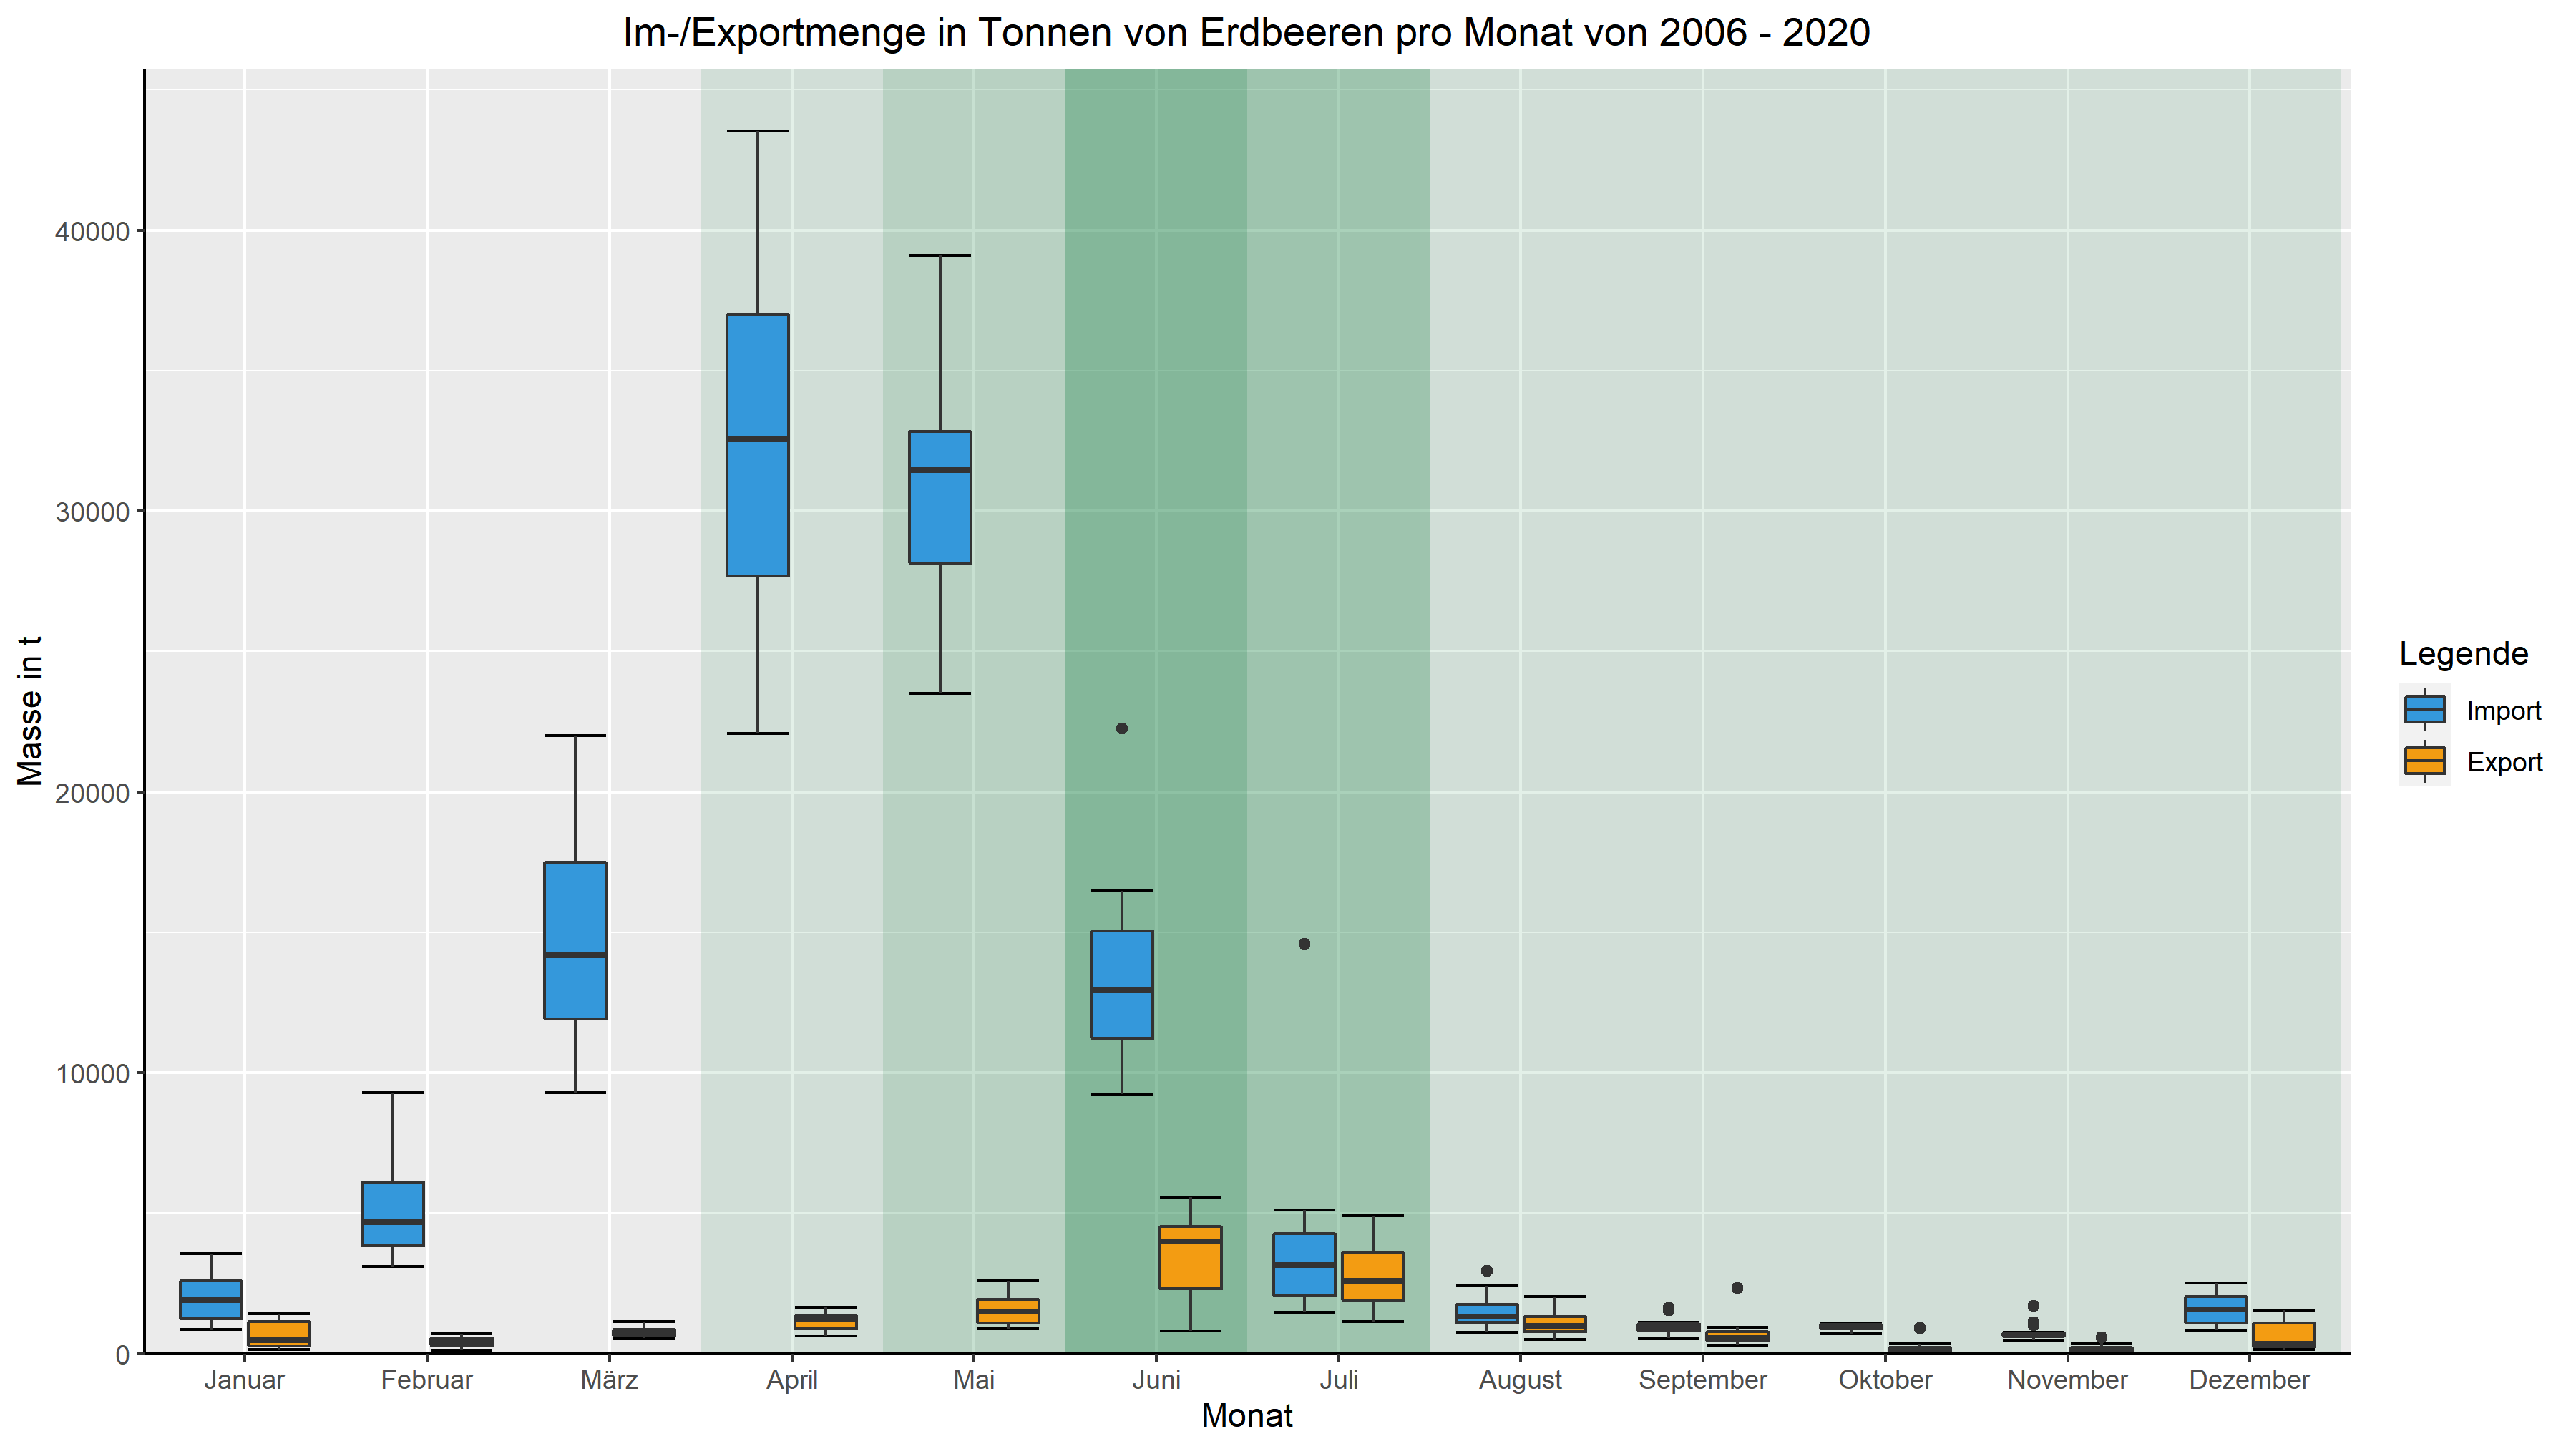 Im-/Exportmenge in Tonnen von Erdbeeren pro Monat von 2006 - 2020
Masse in t
40000
30000
20000
10000
0
Januar Februar März April Mai Juni Juli August September Oktober November Dezember
Monat
Legende
Import
Export